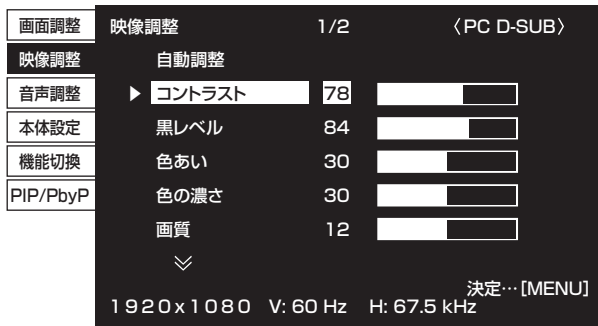 画面調整
映像調整
音声調整
本体設定
機能切換
PIP/PbyP
映像調整 1/2 〈PC D-SUB〉
自動調整
コントラスト 78
黒レベル 84
色あい 30
色の濃さ 30
画質 12
決定…[MENU]
1920x1080 V: 60 Hz H: 67.5 kHz